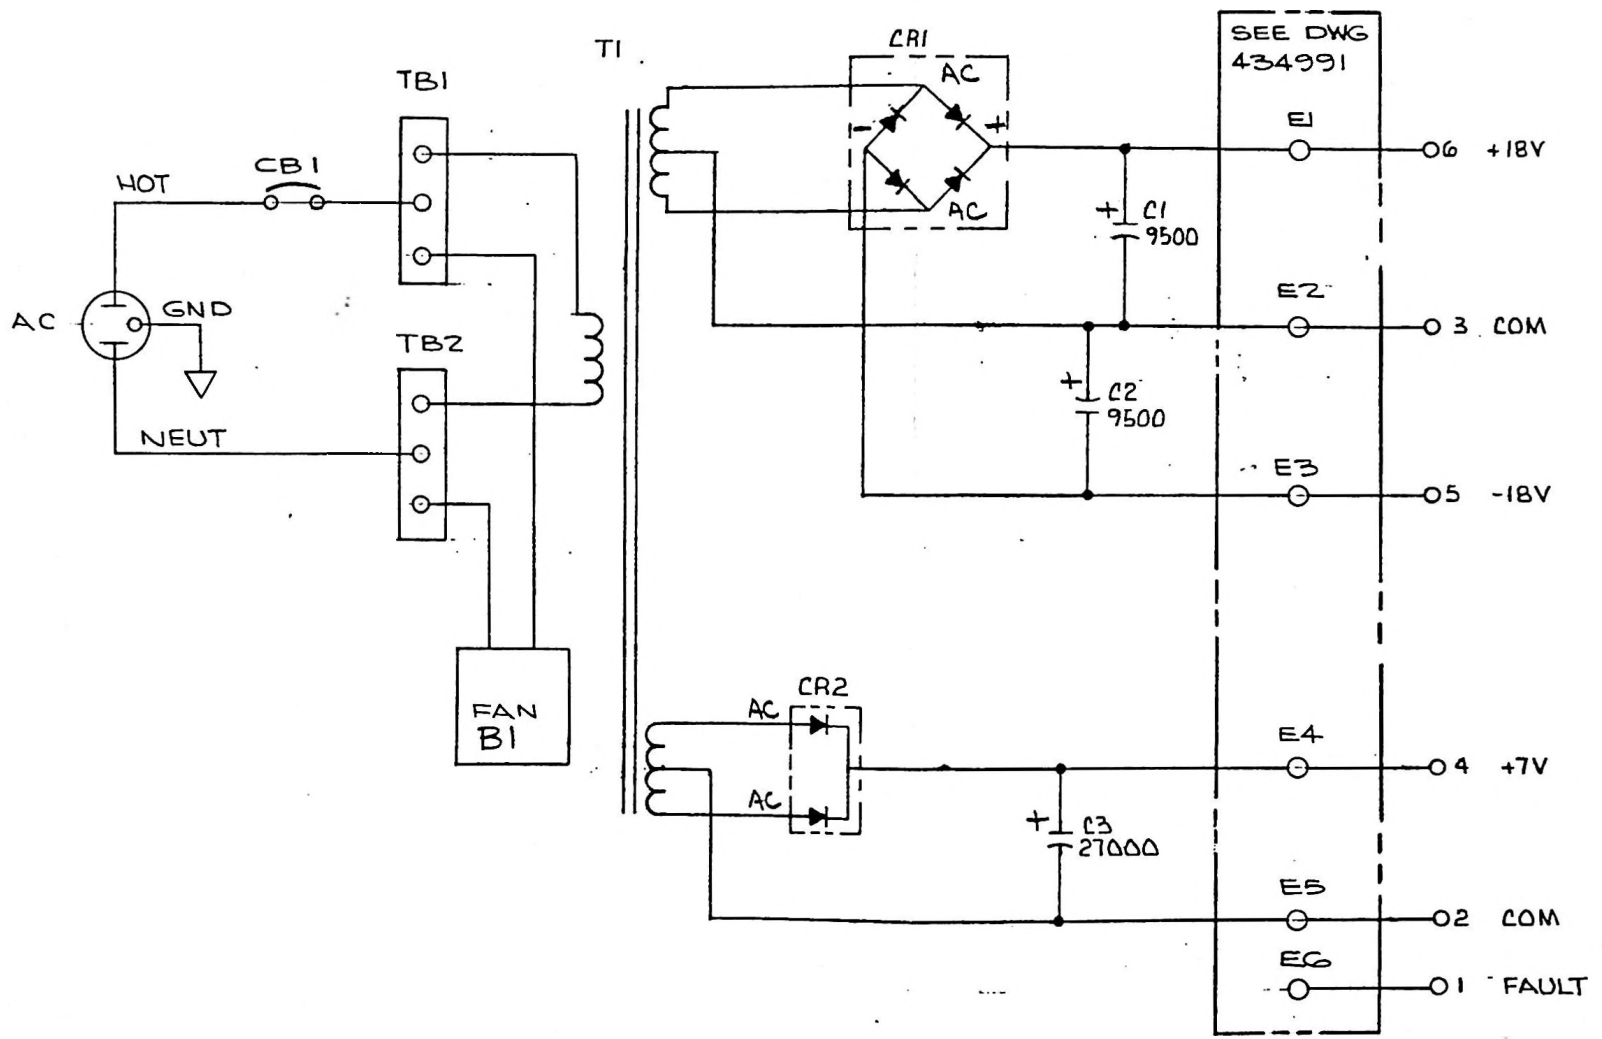 SEE DWG
434991
T1
CR1
AC
TB1
E1
-
+
6 +18V
CB1
HOT
AC
+ C1
9500
E2
GND
AC
3 COM
TB2
+ C2
9500
NEUT
E3
5 -18V
CR2
AC
FAN
B1
E4
4 +7V
AC
+ C3
27000
E5
2 COM
E6
1 FAULT